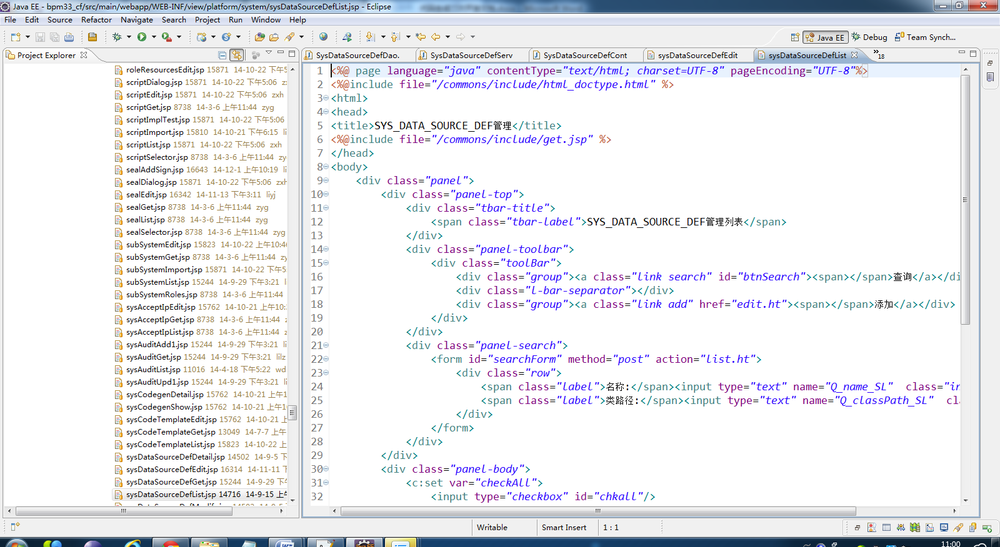 Java EE - bpm33_cf/src/main/webapp/WEB-INF/view/platform/system/sysDataSourceDefList.jsp - Eclipse
File Edit Source Refactor Navigate Search Project Run Window Help
Java EE Debug Team Synch...
Project Explorer
sysDataSourceDefDao. sysDataSourceDefServ sysDataSourceDefCont sysDataSourceDefEdit sysDataSourceDefList »18
roleResourcesEdit.jsp 15871 14-10-22 下午5
scriptDialog.jsp 15871 14-10-22 下午5:06 zx
scriptEdit.jsp 15871 14-10-22 下午5:06 zxh
scriptGet.jsp 8738 14-3-6 上午11:44 zyg
scriptImplTest.jsp 15871 14-10-22 下午5:06
scriptImport.jsp 15810 14-10-21 下午6:15 li
scriptList.jsp 15871 14-10-22 下午5:06 zxh
scriptSelector.jsp 8738 14-3-6 上午11:44 zy
sealAddSign.jsp 16643 14-12-1 上午10:19 li
sealDialog.jsp 15871 14-10-22 下午5:06 zxh
sealEdit.jsp 16342 14-11-13 下午3:11 liyj
sealGet.jsp 8738 14-3-6 上午11:44 zyg
sealList.jsp 8738 14-3-6 上午11:44 zyg
sealSelector.jsp 8738 14-3-6 上午11:44 zyg
subSystemEdit.jsp 15823 14-10-22 上午10:46
subSystemGet.jsp 8738 14-3-6 上午11:44 zy
subSystemImport.jsp 15871 14-10-22 下午5
subSystemList.jsp 15244 14-9-29 下午3:21 l
subSystemRoles.jsp 8738 14-3-6 上午11:44
sysAcceptIpEdit.jsp 15762 14-10-21 上午10:
sysAcceptIpGet.jsp 8738 14-3-6 上午11:44 z
sysAcceptIpList.jsp 8738 14-3-6 上午11:44 z
sysAuditAdd1.jsp 15244 14-9-29 下午3:21 li
sysAuditGet.jsp 15244 14-9-29 下午3:21 lilz
sysAuditList.jsp 11016 14-4-18 下午5:22 wd
sysAuditUpd1.jsp 15244 14-9-29 下午3:21 li
sysCodegenDetail.jsp 15762 14-10-21 上午1
sysCodegenShow.jsp 15762 14-10-21 上午1
sysCodeTemplateEdit.jsp 15762 14-10-21 上
sysCodeTemplateGet.jsp 13049 14-7-7 上午
sysCodeTemplateList.jsp 15823 14-10-22 上
sysDataSourceDefDetail.jsp 14502 14-9-5 下
sysDataSourceDefEdit.jsp 16314 14-11-11 下
sysDataSourceDefGet.jsp 15244 14-9-29 下午
sysDataSourceDefList.jsp 14716 14-9-15 上
1 <%@ page language="java" contentType="text/html; charset=UTF-8" pageEncoding="UTF-8"%>
2 <%@include file="/commons/include/html_doctype.html" %>
3 <html>
4 <head>
5 <title>SYS_DATA_SOURCE_DEF管理</title>
6 <%@include file="/commons/include/get.jsp" %>
7 </head>
8 <body>
9 <div class="panel">
10 <div class="panel-top">
11 <div class="tbar-title">
12 <span class="tbar-label">SYS_DATA_SOURCE_DEF管理列表</span>
13 </div>
14 <div class="panel-toolbar">
15 <div class="toolBar">
16 <div class="group"><a class="link search" id="btnSearch"><span></span>查询</a></di
17 <div class="l-bar-separator"></div>
18 <div class="group"><a class="link add" href="edit.ht"><span></span>添加</a></div>
19 </div>
20 </div>
21 <div class="panel-search">
22 <form id="searchForm" method="post" action="list.ht">
23 <div class="row">
24 <span class="label">名称:</span><input type="text" name="Q_name_SL" class="in
25 <span class="label">类路径:</span><input type="text" name="Q_classPath_SL" cla
26 </div>
27 </form>
28 </div>
29 </div>
30 <div class="panel-body">
31 <c:set var="checkAll">
32 <input type="checkbox" id="chkall"/>
Writable Smart Insert 1 : 1
11:00